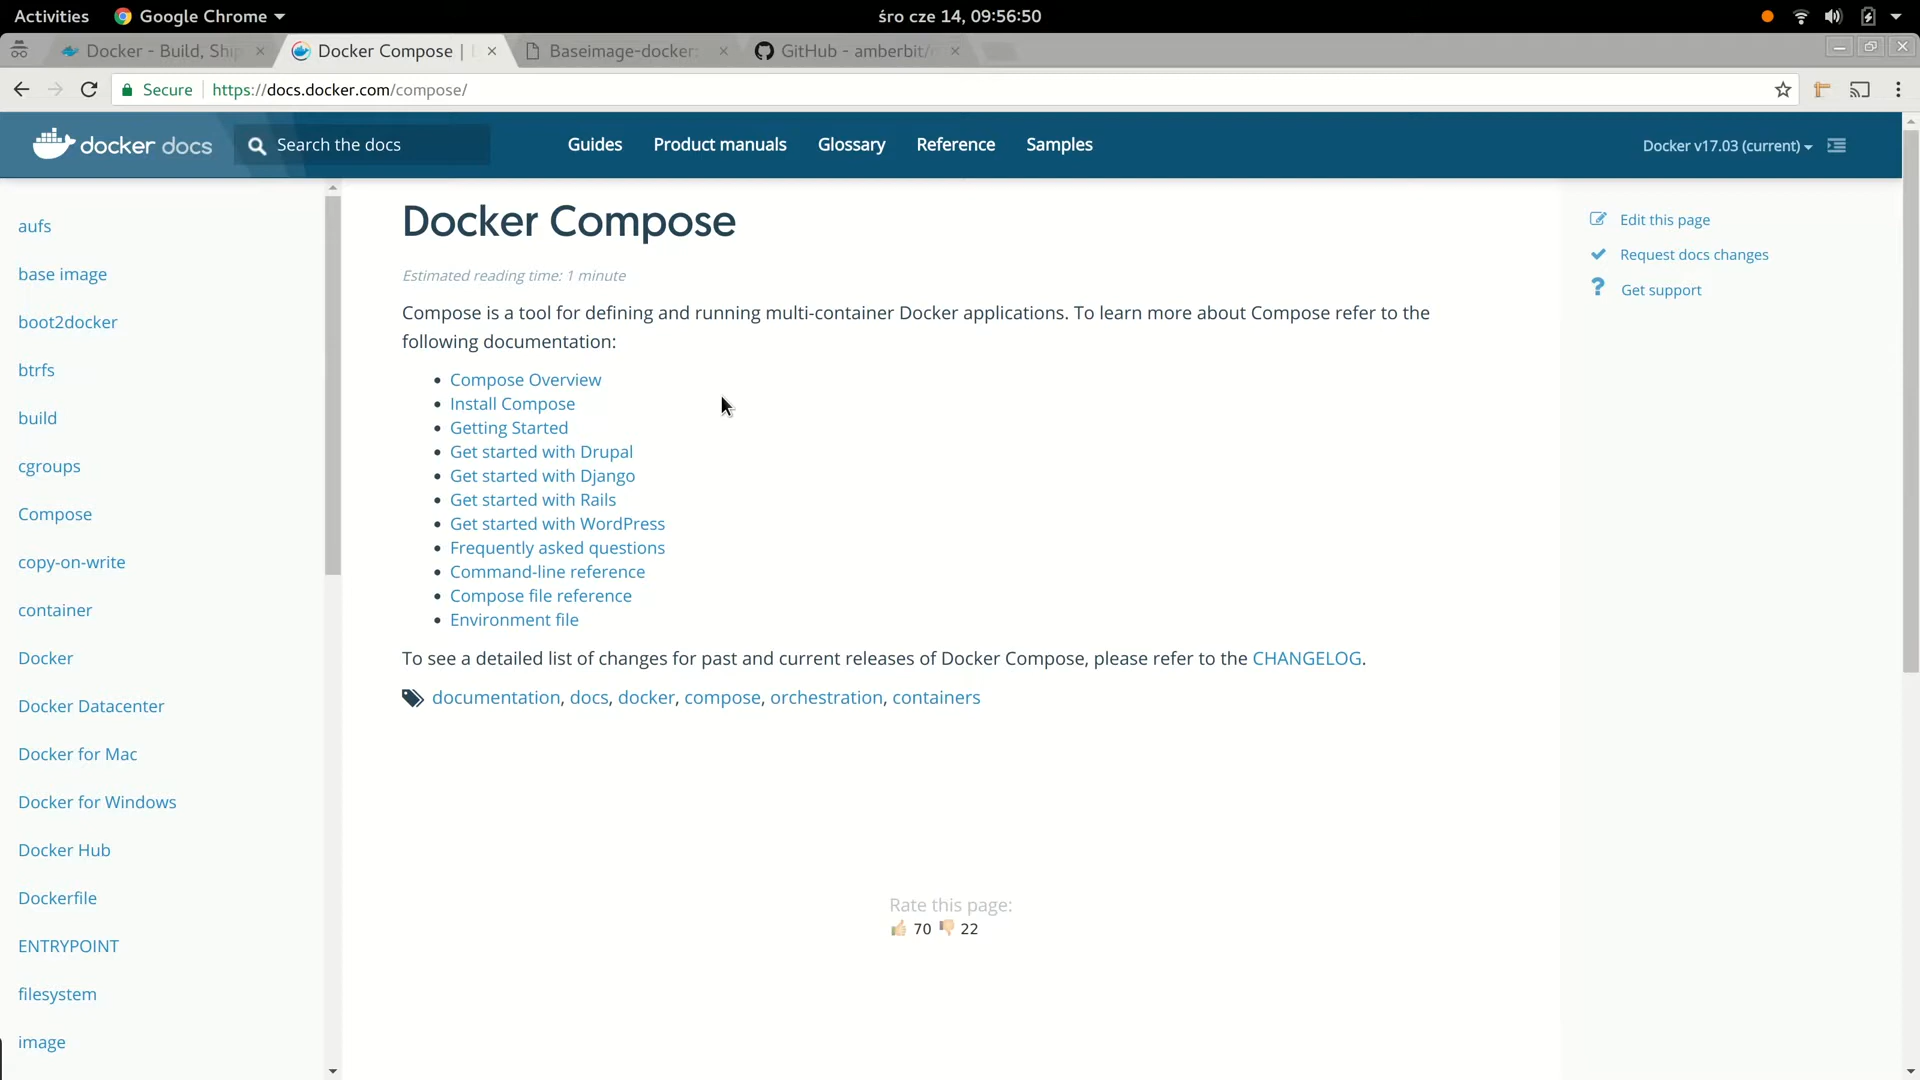 Activities
Google Chrome
śro cze 14, 09:56:50
Docker - Build, Ship
Docker Compose |
Baseimage-docker:
GitHub - amberbit/
Secure
https://docs.docker.com/compose/
docker docs
Search the docs
Guides
Product manuals
Glossary
Reference
Samples
Docker v17.03 (current)
aufs
base image
boot2docker
btrfs
build
cgroups
Compose
copy-on-write
container
Docker
Docker Datacenter
Docker for Mac
Docker for Windows
Docker Hub
Dockerfile
ENTRYPOINT
filesystem
image
Docker Compose
Estimated reading time: 1 minute
Compose is a tool for defining and running multi-container Docker applications. To learn more about Compose refer to the
following documentation:
Compose Overview
Install Compose
Getting Started
Get started with Drupal
Get started with Django
Get started with Rails
Get started with WordPress
Frequently asked questions
Command-line reference
Compose file reference
Environment file
To see a detailed list of changes for past and current releases of Docker Compose, please refer to the CHANGELOG.
documentation, docs, docker, compose, orchestration, containers
Rate this page:
70 22
Edit this page
Request docs changes
Get support